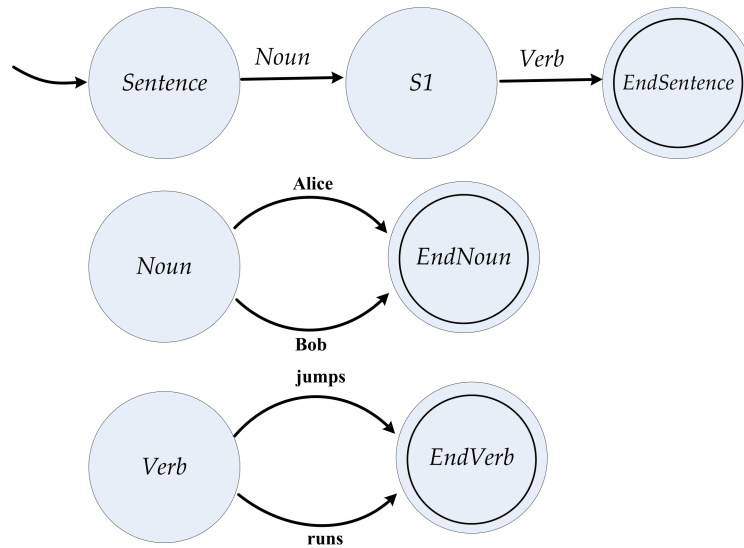 Noun
Verb
Sentence
S1
EndSentence
Alice
Noun
EndNoun
Bob
jumps
Verb
EndVerb
runs